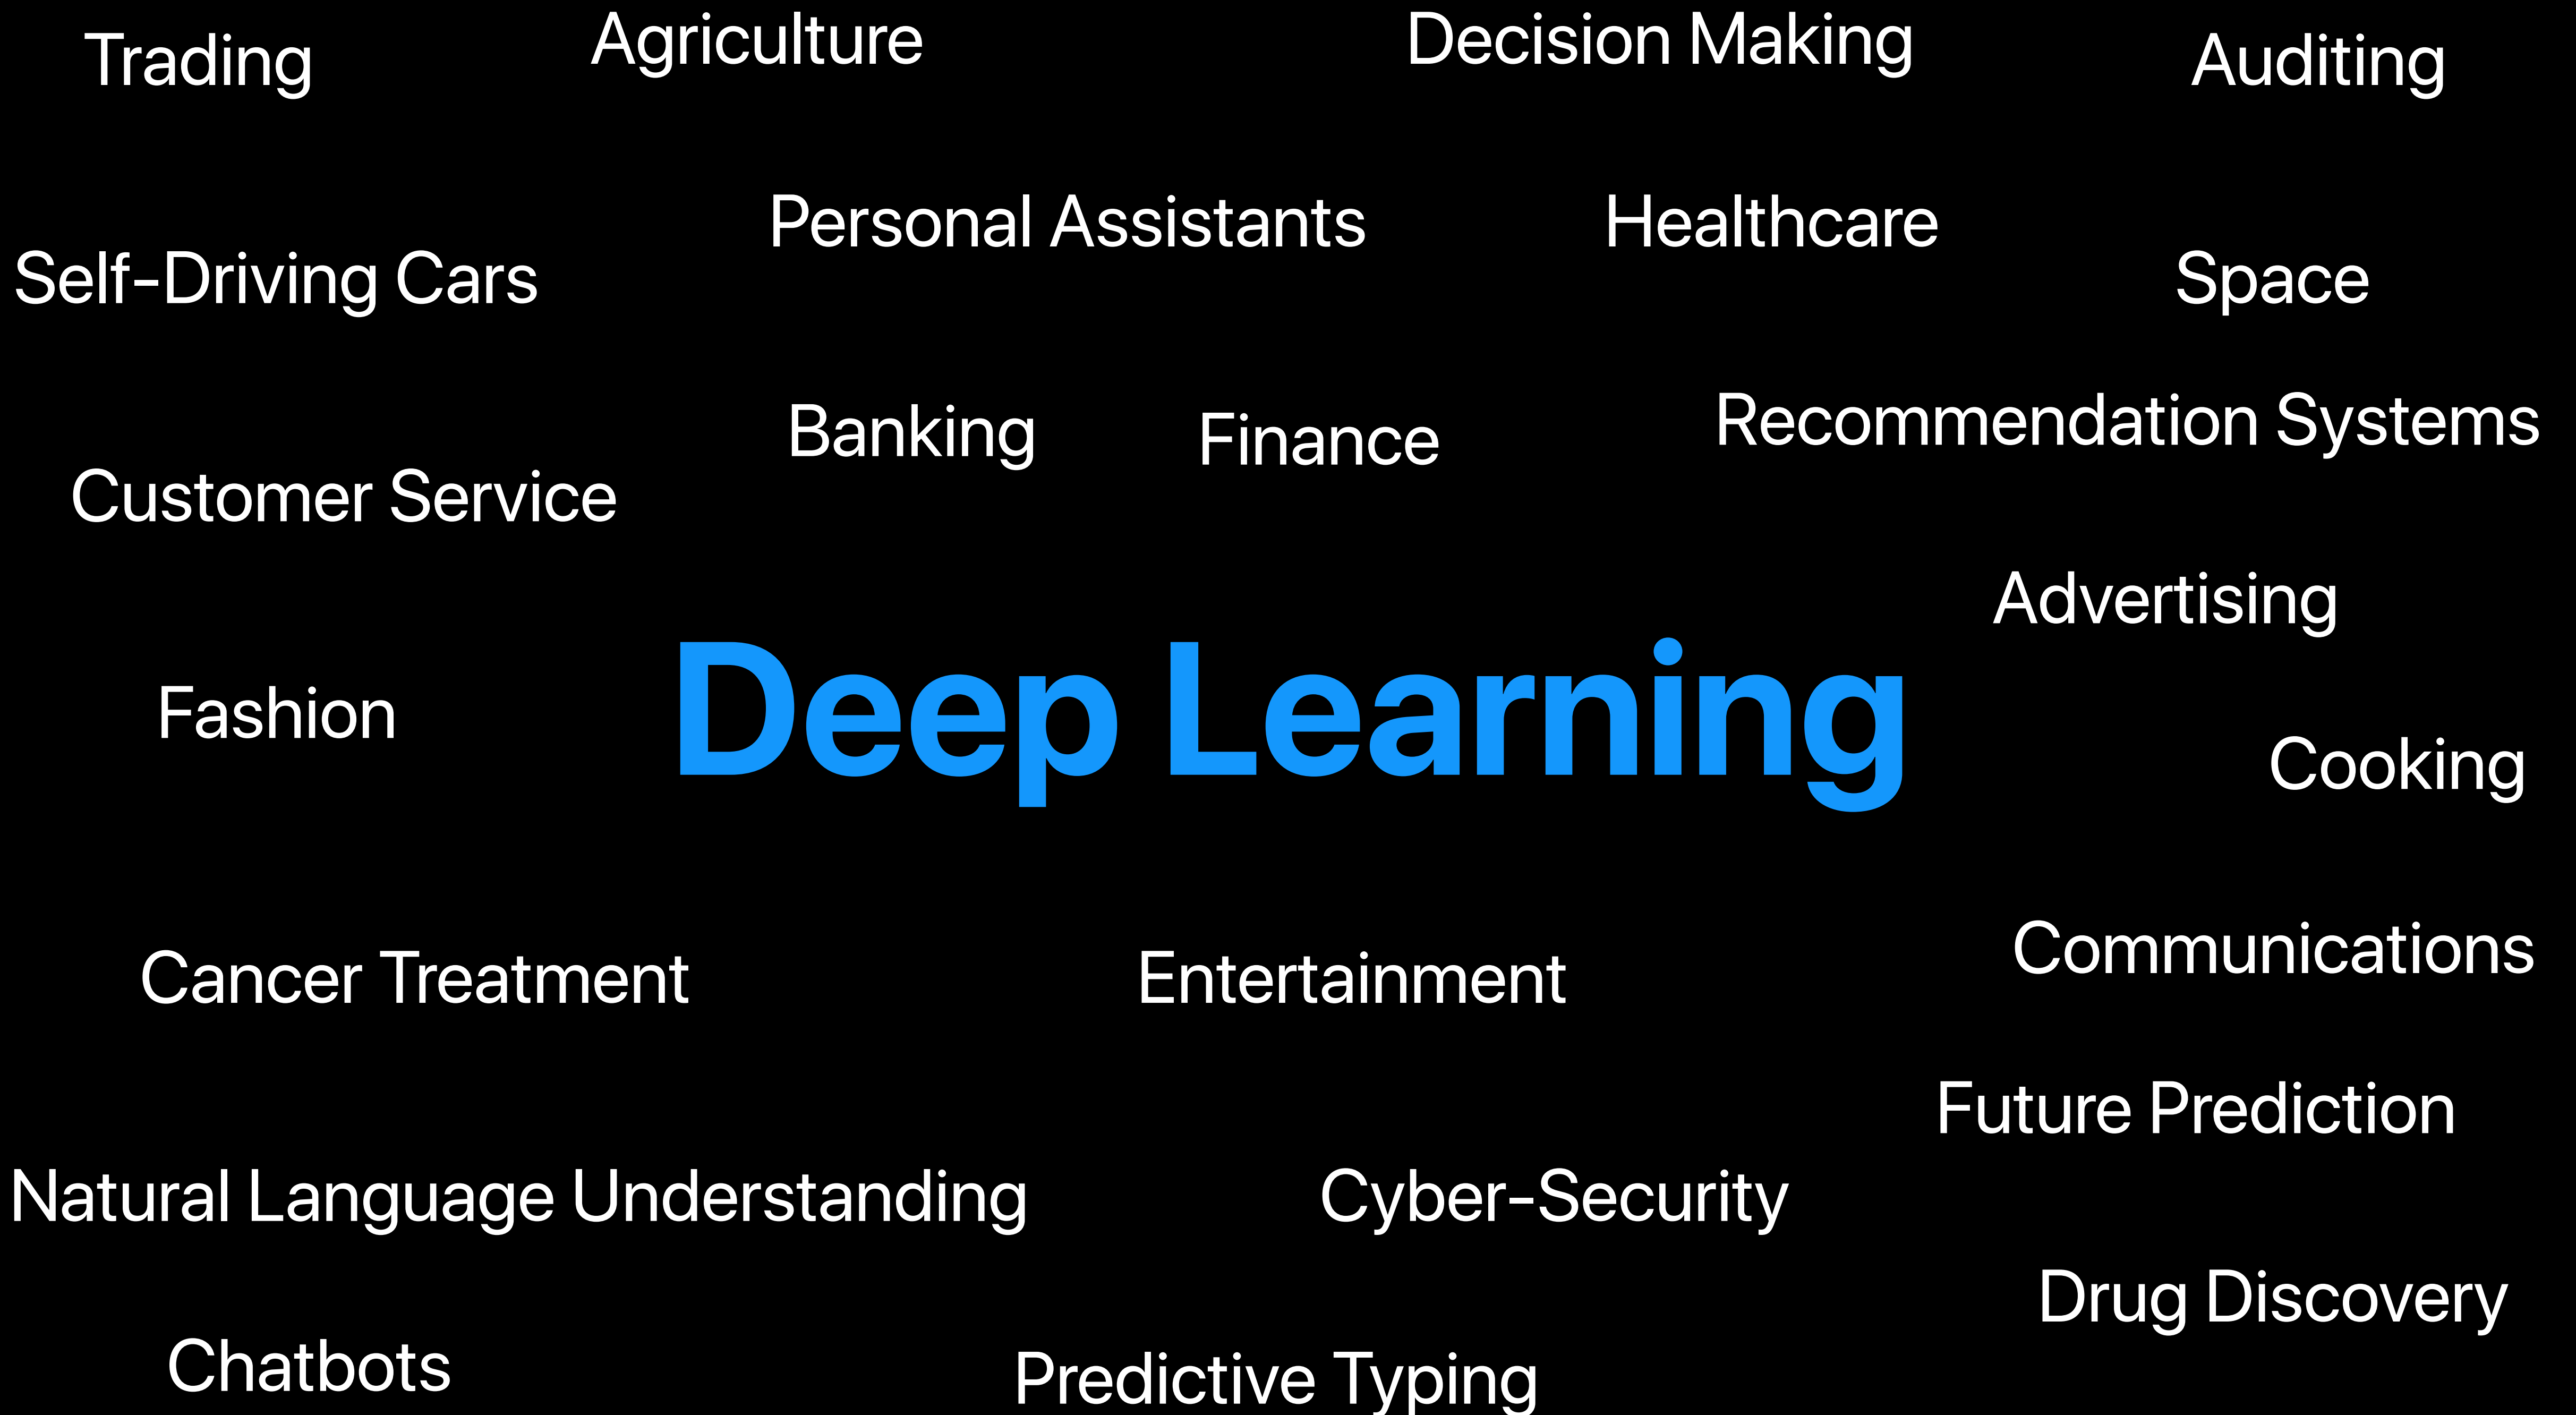 Trading
Agriculture
Decision Making
Auditing
Personal Assistants
Healthcare
Self-Driving Cars
Space
Banking
Finance
Recommendation Systems
Customer Service
Advertising
Deep Learning
Fashion
Cooking
Cancer Treatment
Entertainment
Communications
Future Prediction
Natural Language Understanding
Cyber-Security
Drug Discovery
Chatbots
Predictive Typing